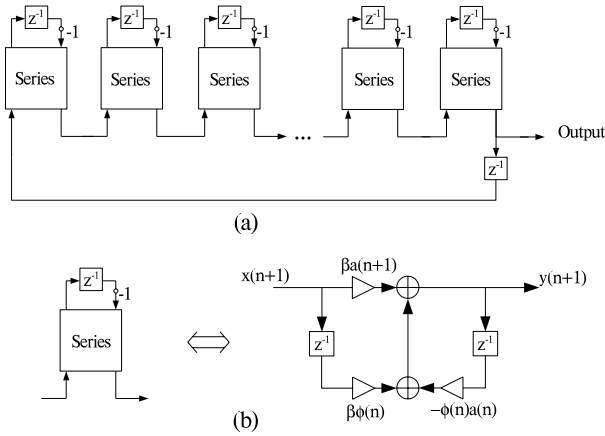 z⁻¹ z⁻¹ z⁻¹ z⁻¹ z⁻¹
-1 -1 -1 -1 -1
Series Series Series ... Series Series
Output
z⁻¹
(a)
βa(n+1)
x(n+1) y(n+1)
z⁻¹
-1
Series
z⁻¹ z⁻¹
βϕ(n) −ϕ(n)a(n)
(b)